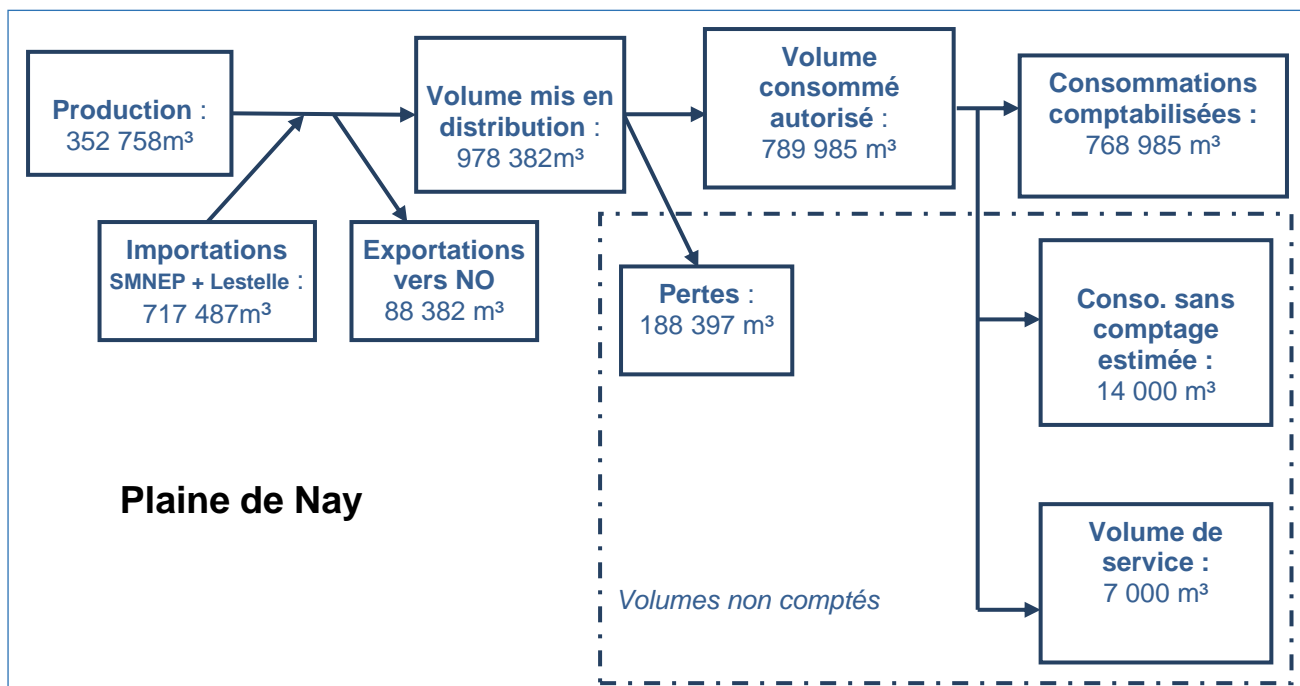 Production :
352 758m³
Importations
SMNEP + Lestelle :
717 487m³
Exportations
vers NO
88 382 m³
Volume mis en
distribution :
978 382m³
Pertes :
188 397 m³
Volume
consommé
autorisé :
789 985 m³
Consommations
comptabilisées :
768 985 m³
Conso. sans
comptage
estimée :
14 000 m³
Volume de
service :
7 000 m³
Volumes non comptés
Plaine de Nay